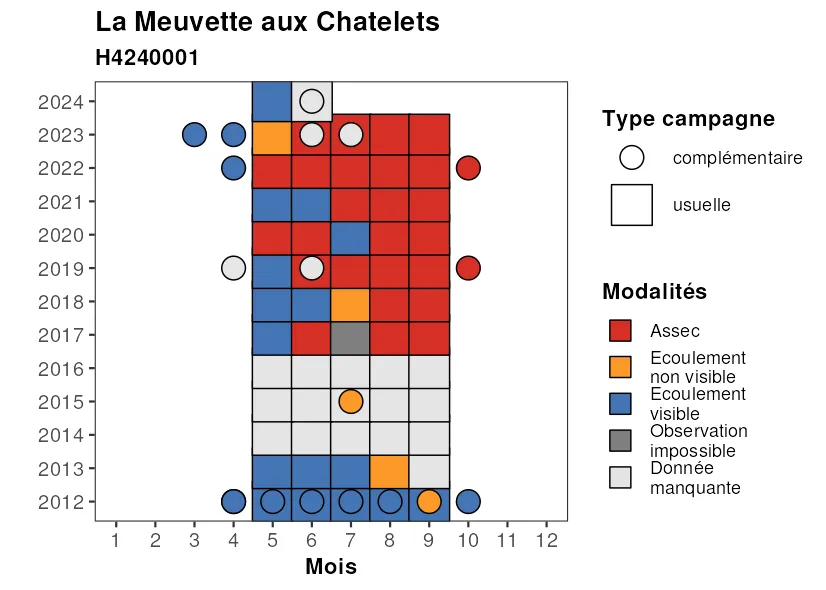 La Meuvette aux Chatelets
H4240001
2024
2023
2022
2021
2020
2019
2018
2017
2016
2015
2014
2013
2012
1 2 3 4 5 6 7 8 9 10 11 12
Mois
Type campagne
complémentaire
usuelle
Modalités
Assec
Ecoulement
non visible
Ecoulement
visible
Observation
impossible
Donnée
manquante